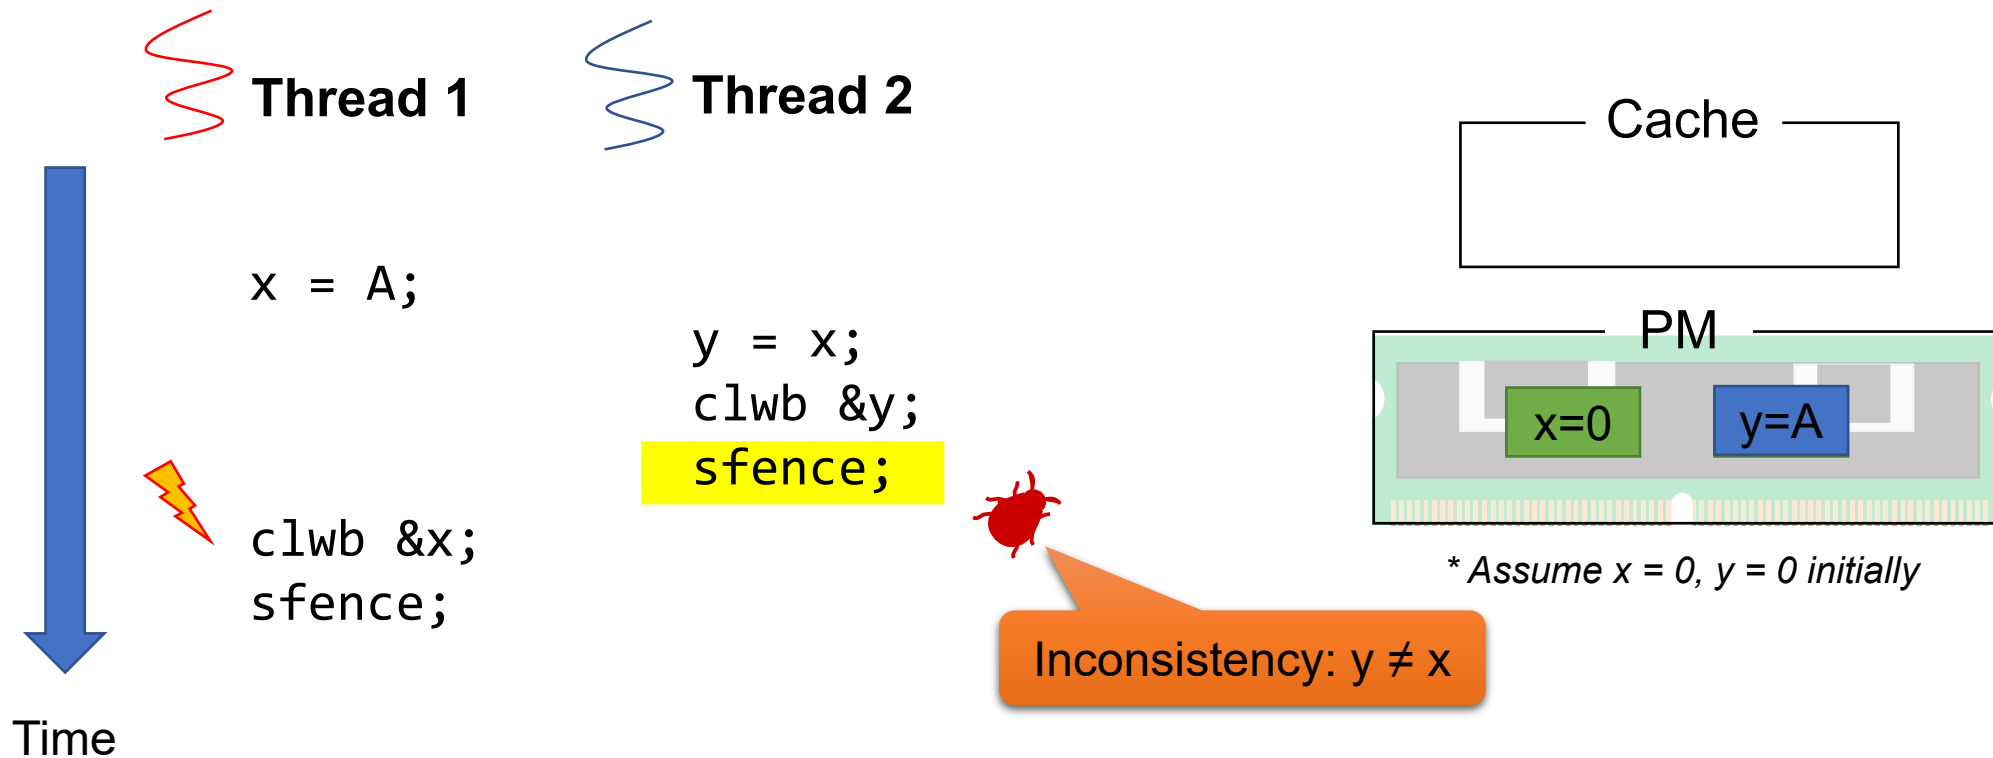 Thread 1
Thread 2
x = A;
y = x;
clwb &y;
sfence;
clwb &x;
sfence;
Time
Inconsistency: y ≠ x
Cache
PM
x=0
y=A
* Assume x = 0, y = 0 initially